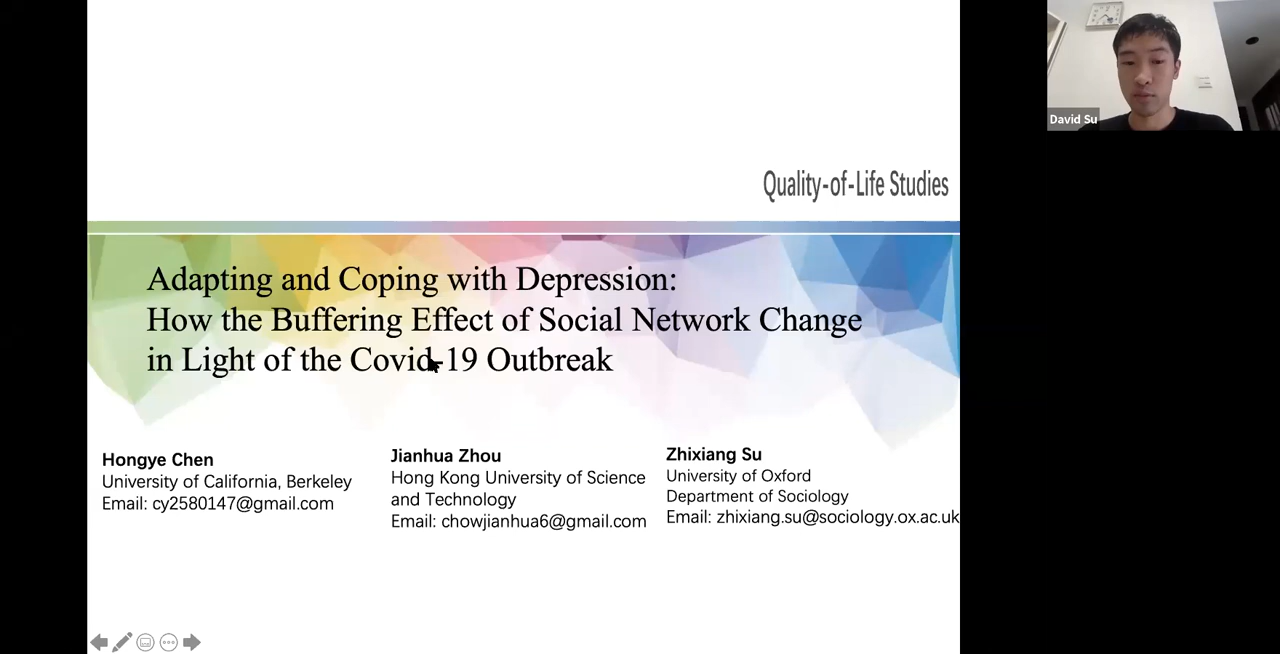 Quality-of-Life Studies
Adapting and Coping with Depression:
How the Buffering Effect of Social Network Change
in Light of the Covid-19 Outbreak
Hongye Chen
University of California, Berkeley
Email: cy2580147@gmail.com
Jianhua Zhou
Hong Kong University of Science
and Technology
Email: chowjianhua6@gmail.com
Zhixiang Su
University of Oxford
Department of Sociology
Email: zhixiang.su@sociology.ox.ac.uk
David Su